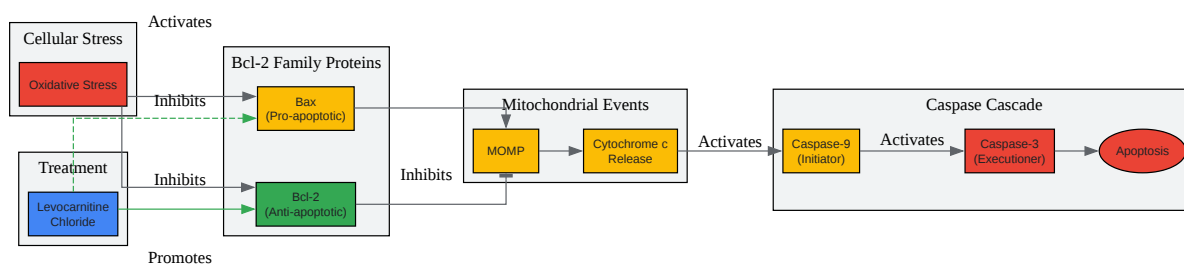 Activates
Cellular Stress
Oxidative Stress
Inhibits
Treatment
Inhibits
Levocarnitine
Chloride
Promotes
Bcl-2 Family Proteins
Bax
(Pro-apoptotic)
Bcl-2
(Anti-apoptotic)
Inhibits
Mitochondrial Events
MOMP
Cytochrome c
Release
Activates
Caspase Cascade
Caspase-9
(Initiator)
Activates
Caspase-3
(Executioner)
Apoptosis